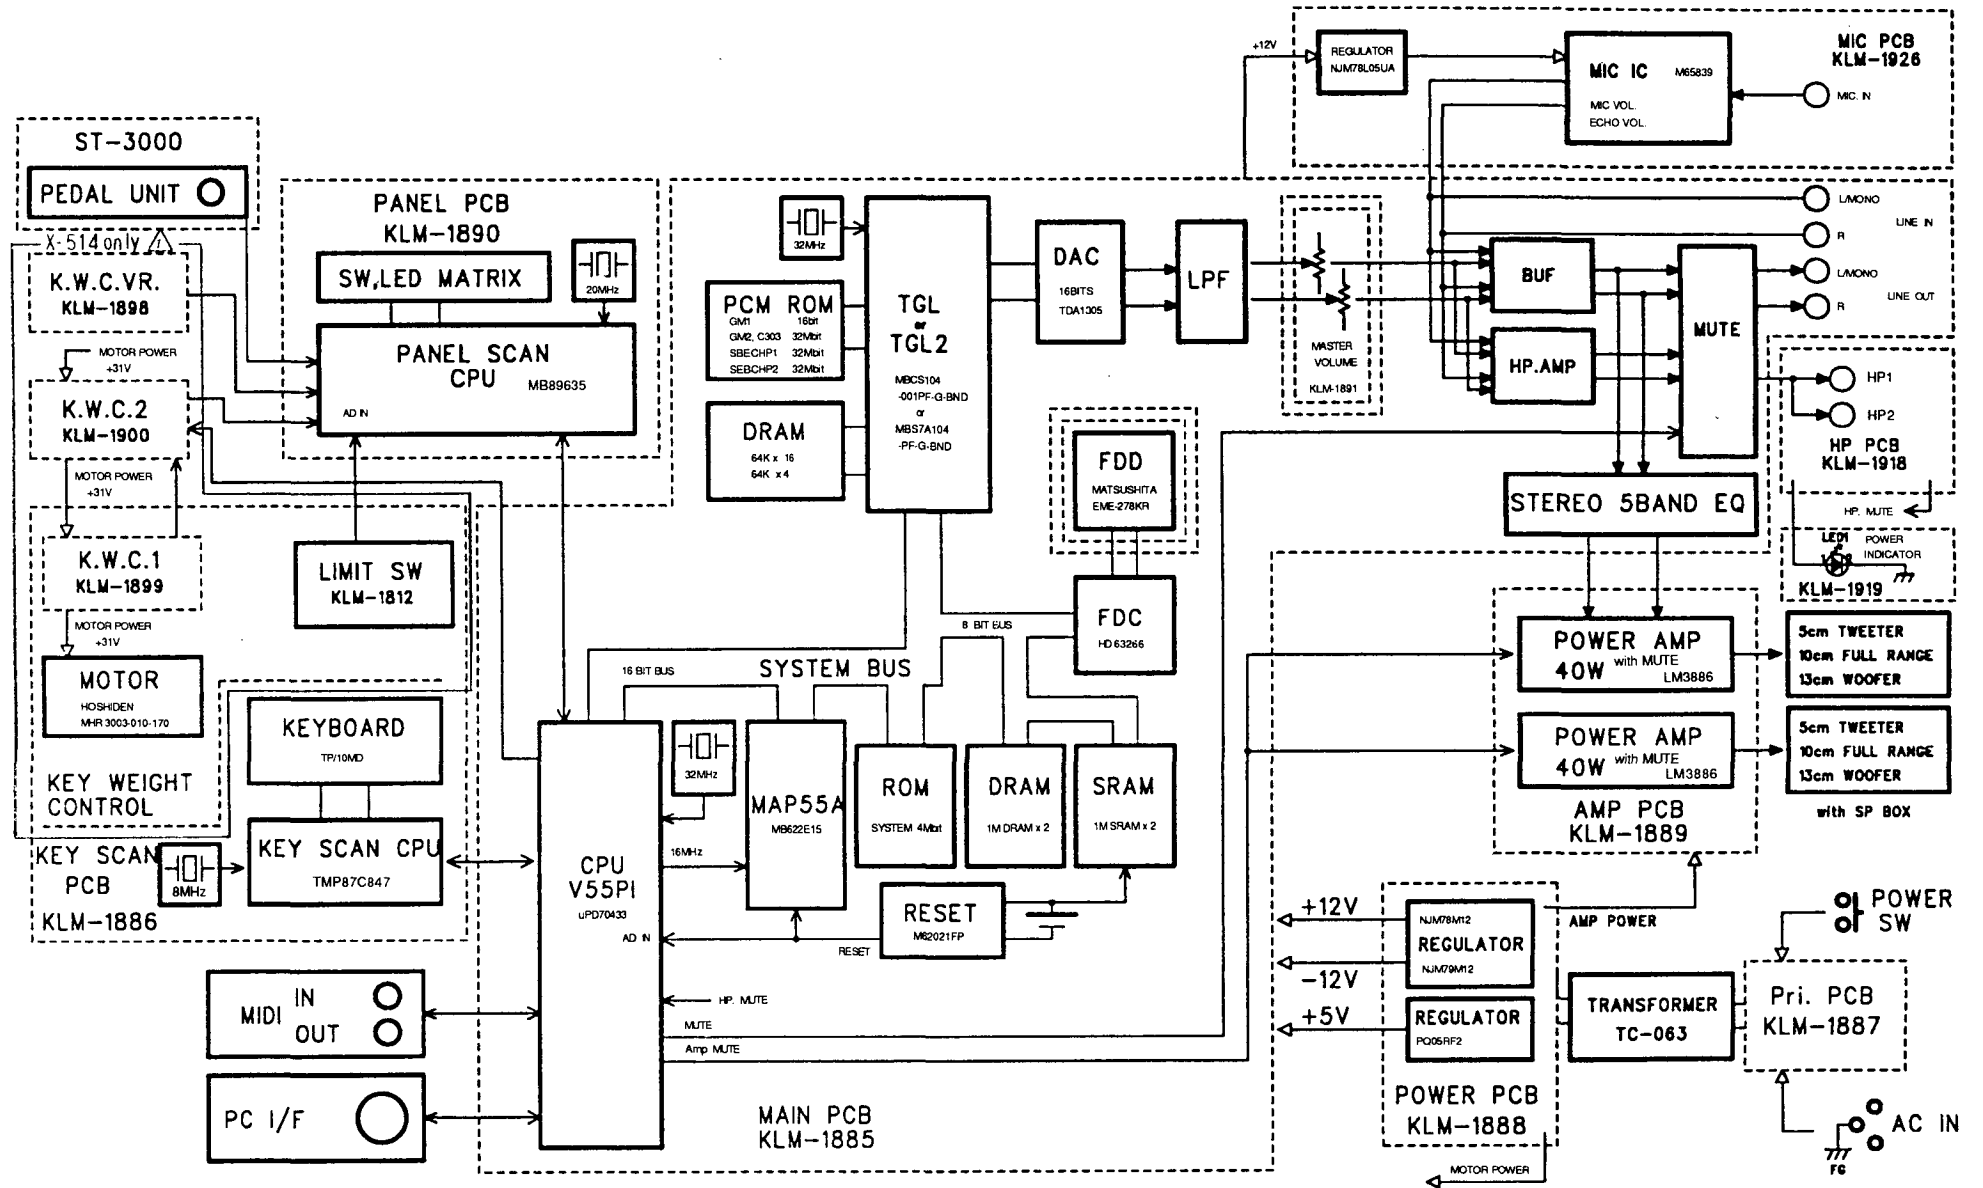 +12V
REGULATOR
NJM78L05UA
MIC IC
M65839
MIC VOL.
ECHO VOL.
MIC PCB
KLM-1926
MIC. IN
ST-3000
PEDAL UNIT
X-514 only
K.W.C.VR.
KLM-1898
MOTOR POWER
+31V
K.W.C.2
KLM-1900
MOTOR POWER
+31V
K.W.C.1
KLM-1899
MOTOR POWER
+31V
MOTOR
HOSHIDEN
MHR 3003-010-170
KEY WEIGHT
CONTROL
PANEL PCB
KLM-1890
SW,LED MATRIX
20MHz
PANEL SCAN
CPU
MB89635
AD IN
LIMIT SW
KLM-1812
KEYBOARD
TP/10MD
KEY SCAN CPU
TMP87C847
8MHz
KEY SCAN
PCB
KLM-1886
MIDI
IN
OUT
PC I/F
32MHz
PCM ROM
GM1 16bit
GM2, C303 32Mbit
SBECHP1 32Mbit
SEBCHP2 32Mbit
DRAM
64K x 16
64K x 4
TGL
or
TGL2
MBCS104
-001PF-G-BND
or
MBS7A104
-PF-G-BND
DAC
16BITS
TDA1305
LPF
MASTER
VOLUME
KLM-1891
BUF
HP.AMP
MUTE
L/MONO
LINE IN
R
L/MONO
LINE OUT
R
HP1
HP2
HP PCB
KLM-1918
HP. MUTE
LED1
POWER
INDICATOR
KLM-1919
STEREO 5BAND EQ
FDD
MATSUSHITA
EME-278KR
FDC
HD63266
8 BIT BUS
16 BIT BUS
SYSTEM BUS
32MHz
CPU
V55PI
uPD70433
16MHz
AD IN
MAP55A
MB622E15
ROM
SYSTEM 4Mbit
DRAM
1M DRAM x 2
SRAM
1M SRAM x 2
RESET
M62021FP
RESET
HP. MUTE
MUTE
Amp MUTE
MAIN PCB
KLM-1885
POWER AMP
40W with MUTE
LM3886
POWER AMP
40W with MUTE
LM3886
AMP PCB
KLM-1889
5cm TWEETER
10cm FULL RANGE
13cm WOOFER
5cm TWEETER
10cm FULL RANGE
13cm WOOFER
with SP BOX
AMP POWER
+12V
-12V
+5V
NJM78M12
REGULATOR
NJM79M12
REGULATOR
PQ05RF2
POWER PCB
KLM-1888
MOTOR POWER
TRANSFORMER
TC-063
POWER
SW
Pri. PCB
KLM-1887
AC IN
FG